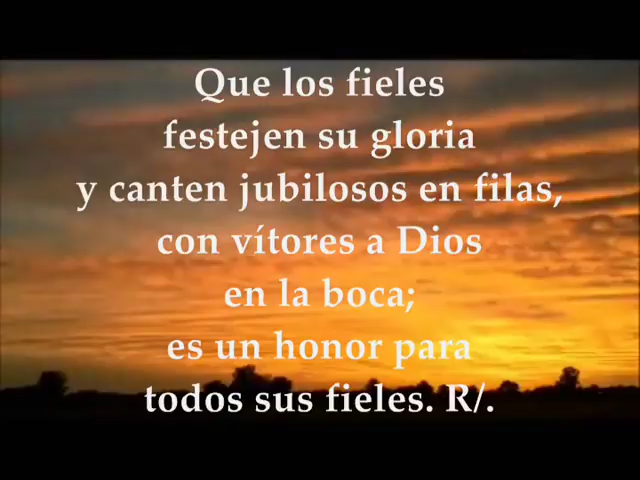 Que los fieles
festejen su gloria
y canten jubilosos en filas,
con vítores a Dios
en la boca;
es un honor para
todos sus fieles. R/.